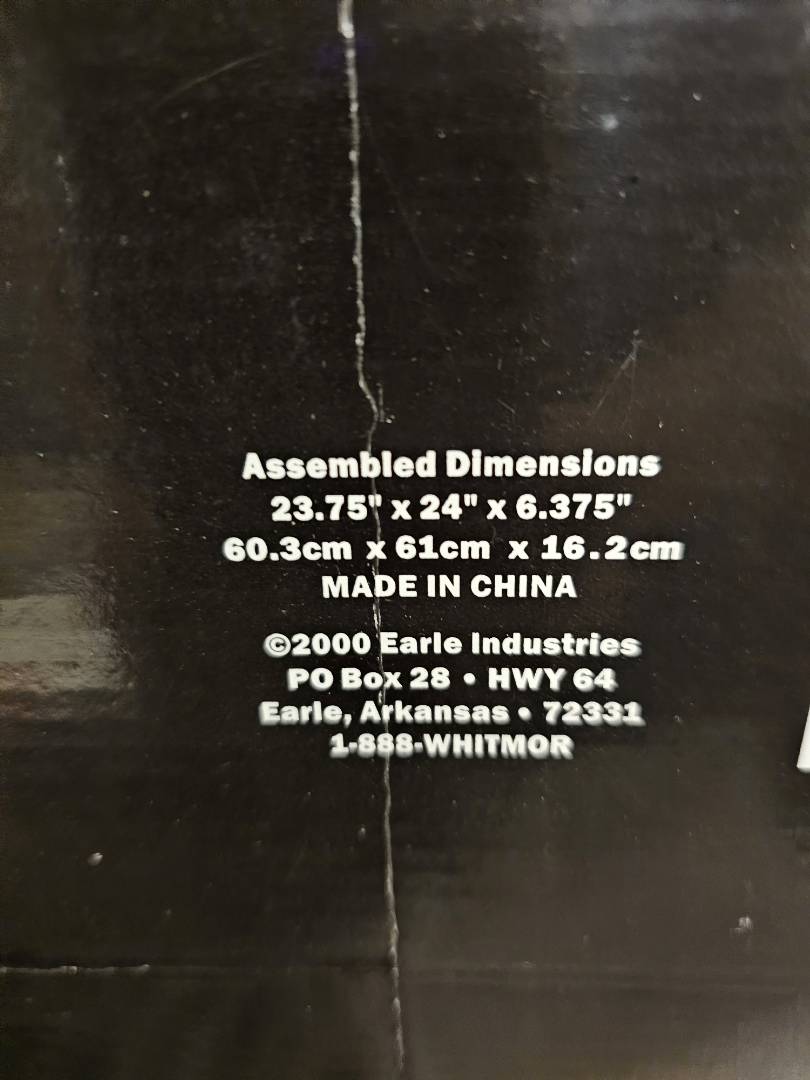 Assembled Dimensions
23.75" x 24" x 6.375"
60.3cm x 61cm x 16.2cm
MADE IN CHINA
©2000 Earle Industries
PO Box 28 • HWY 64
Earle, Arkansas • 72331
1-888-WHITMOR